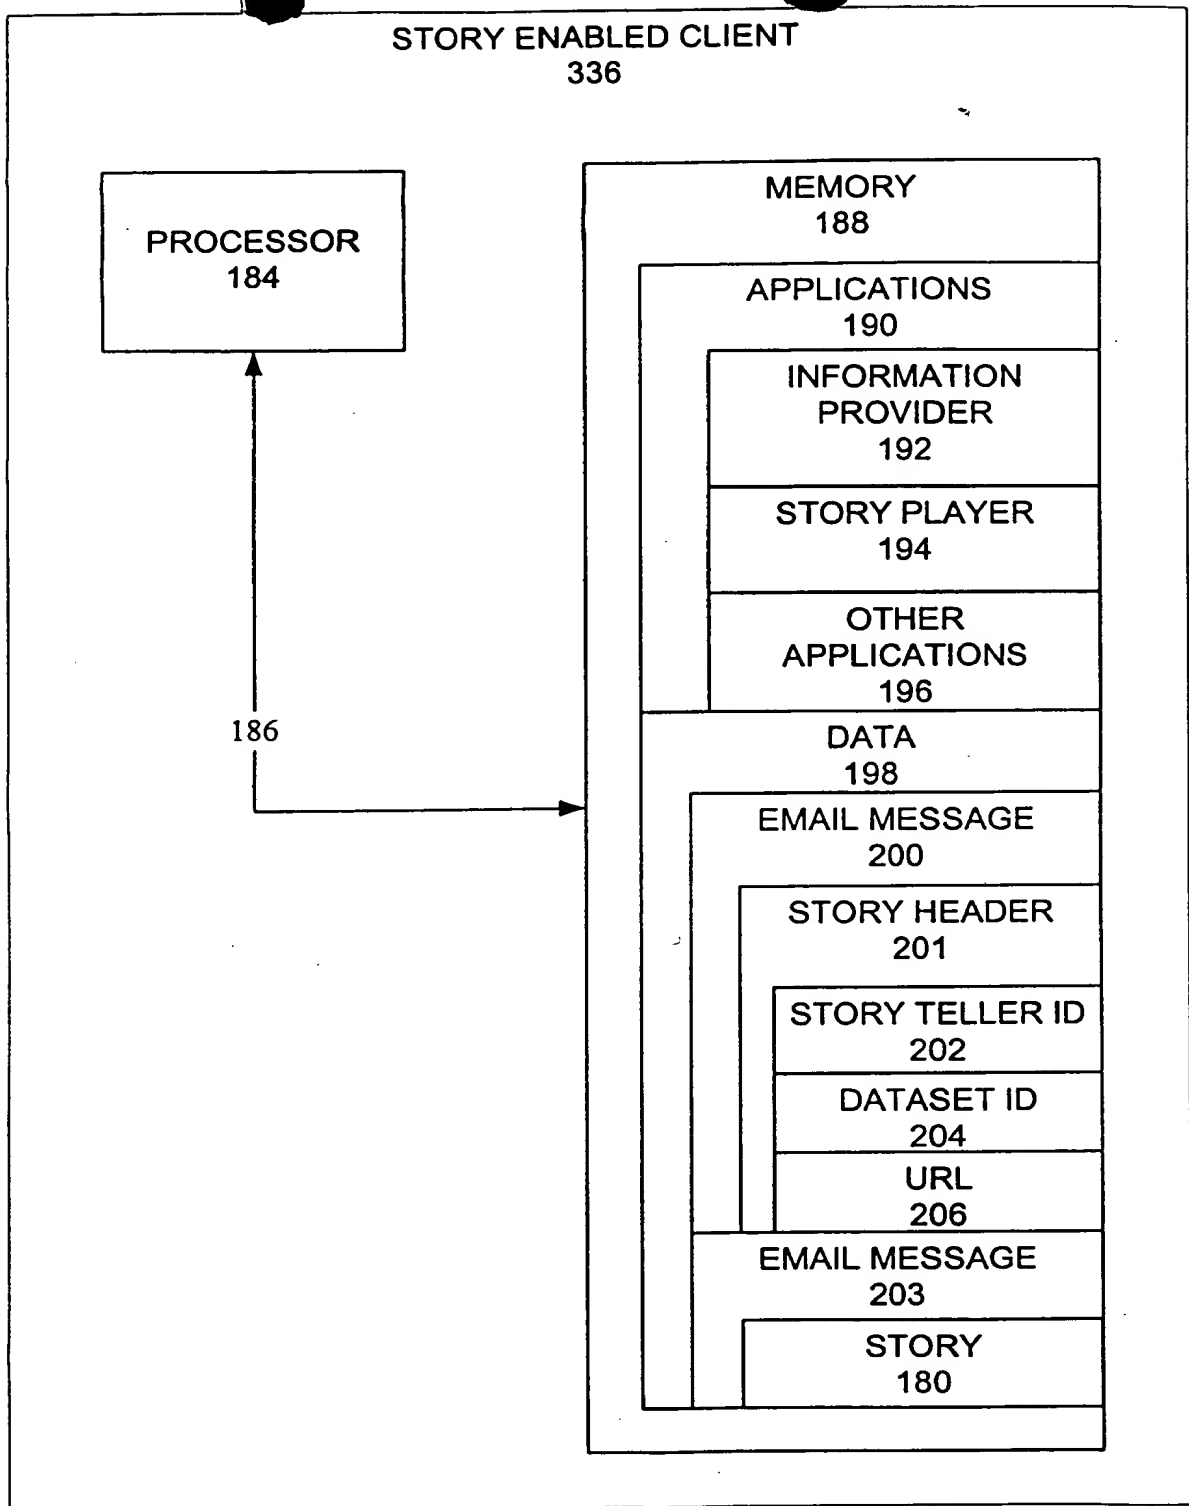 STORY ENABLED CLIENT
336
PROCESSOR
184
186
MEMORY
188
APPLICATIONS
190
INFORMATION
PROVIDER
192
STORY PLAYER
194
OTHER
APPLICATIONS
196
DATA
198
EMAIL MESSAGE
200
STORY HEADER
201
STORY TELLER ID
202
DATASET ID
204
URL
206
EMAIL MESSAGE
203
STORY
180